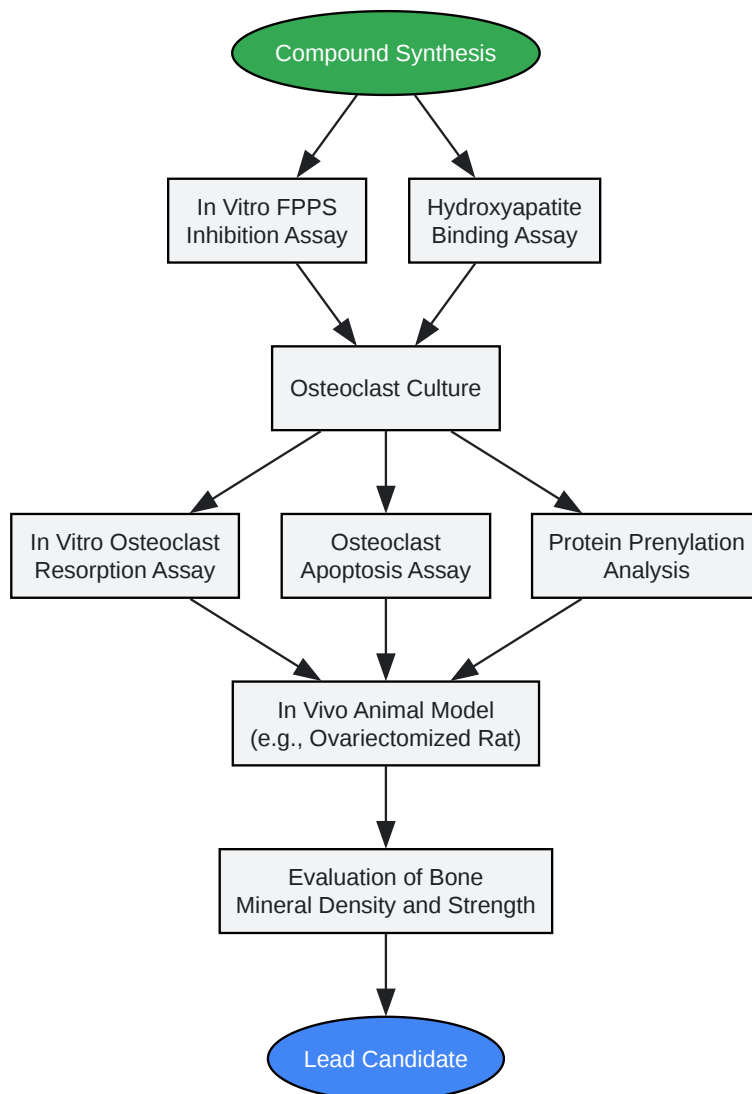 Compound Synthesis
In Vitro FPPS
Inhibition Assay
Hydroxyapatite
Binding Assay
Osteoclast Culture
In Vitro Osteoclast
Resorption Assay
Osteoclast
Apoptosis Assay
Protein Prenylation
Analysis
In Vivo Animal Model
(e.g., Ovariectomized Rat)
Evaluation of Bone
Mineral Density and Strength
Lead Candidate